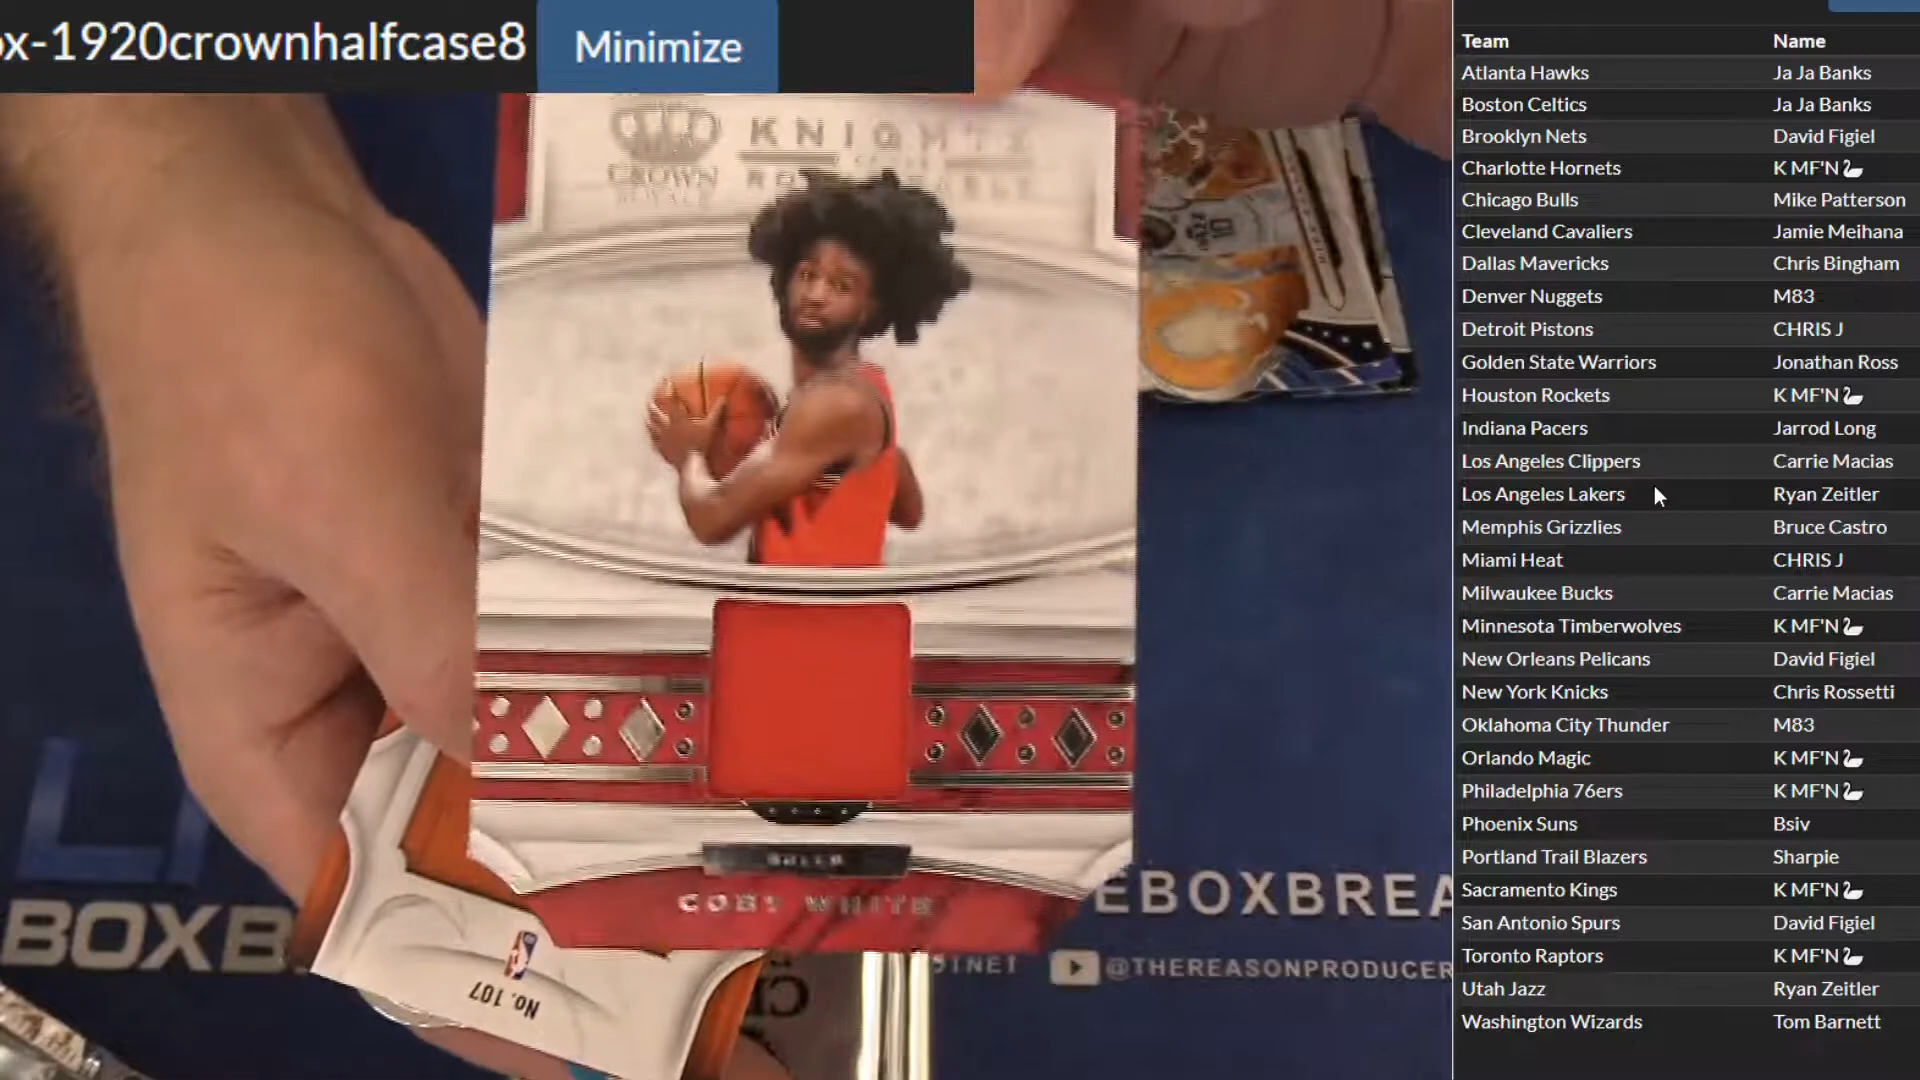 ox-1920crownhalfcase8
Minimize
KNIGHTS
CROWN
BULLS
COBY WHITE
No. 107
BOXB
EBOXBREA
@THEREASONPRODUCER
Team Name
Atlanta Hawks Ja Ja Banks
Boston Celtics Ja Ja Banks
Brooklyn Nets David Figiel
Charlotte Hornets K MF'N🦢
Chicago Bulls Mike Patterson
Cleveland Cavaliers Jamie Meihana
Dallas Mavericks Chris Bingham
Denver Nuggets M83
Detroit Pistons CHRIS J
Golden State Warriors Jonathan Ross
Houston Rockets K MF'N🦢
Indiana Pacers Jarrod Long
Los Angeles Clippers Carrie Macias
Los Angeles Lakers Ryan Zeitler
Memphis Grizzlies Bruce Castro
Miami Heat CHRIS J
Milwaukee Bucks Carrie Macias
Minnesota Timberwolves K MF'N🦢
New Orleans Pelicans David Figiel
New York Knicks Chris Rossetti
Oklahoma City Thunder M83
Orlando Magic K MF'N🦢
Philadelphia 76ers K MF'N🦢
Phoenix Suns Bsiv
Portland Trail Blazers Sharpie
Sacramento Kings K MF'N🦢
San Antonio Spurs David Figiel
Toronto Raptors K MF'N🦢
Utah Jazz Ryan Zeitler
Washington Wizards Tom Barnett